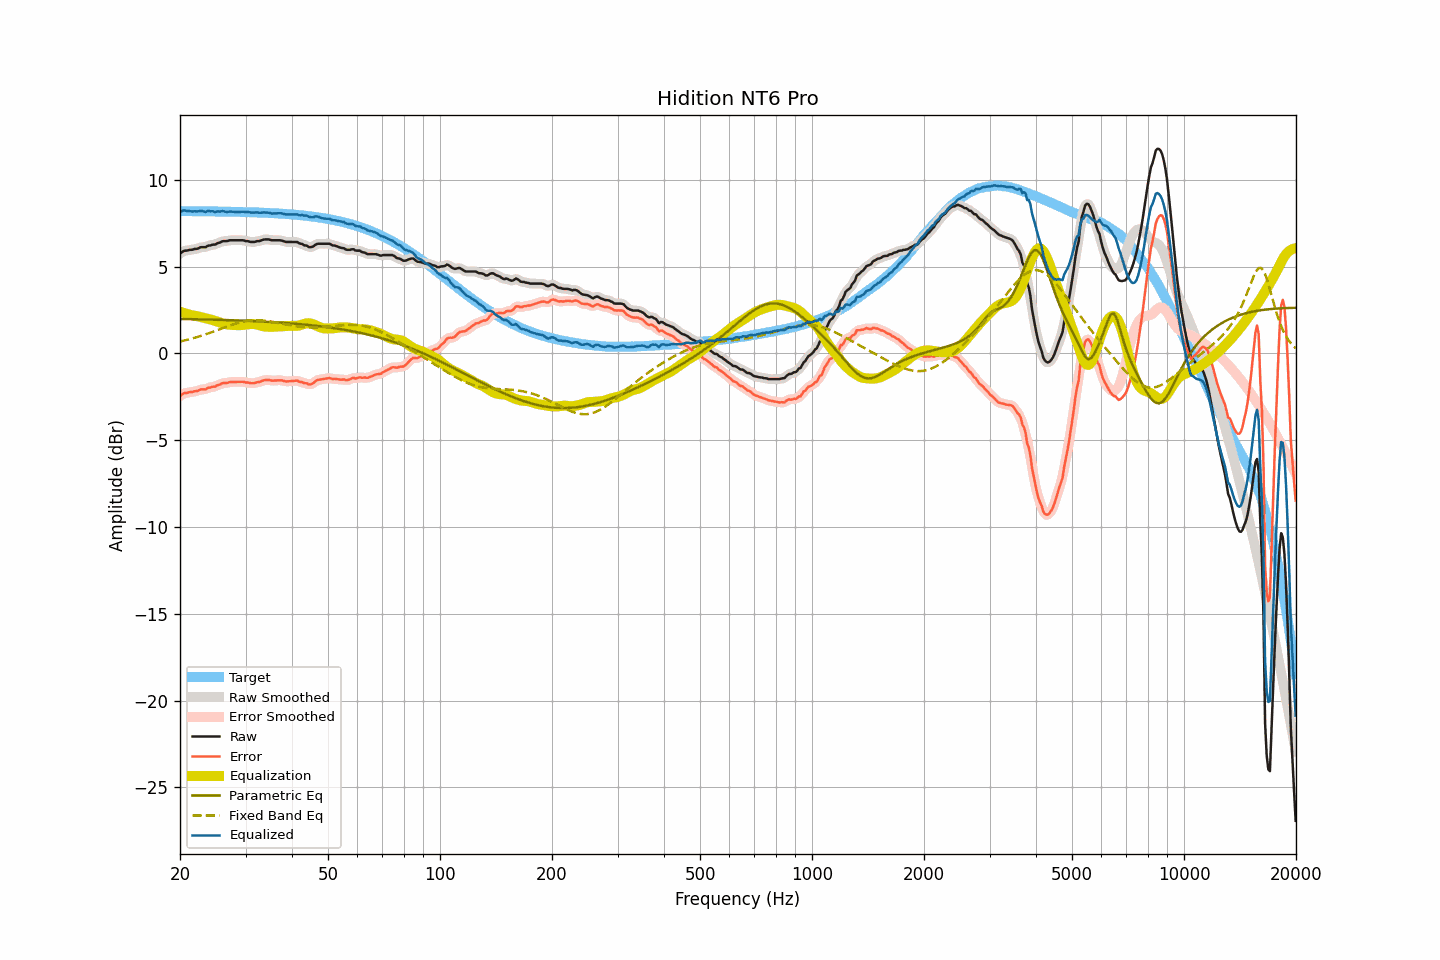 Hidition NT6 Pro
10
5
0
−5
−10
−15
−20
−25
Amplitude (dBr)
Target
Raw Smoothed
Error Smoothed
Raw
Error
Equalization
Parametric Eq
Fixed Band Eq
Equalized
20 50 100 200 500 1000 2000 5000 10000 20000
Frequency (Hz)